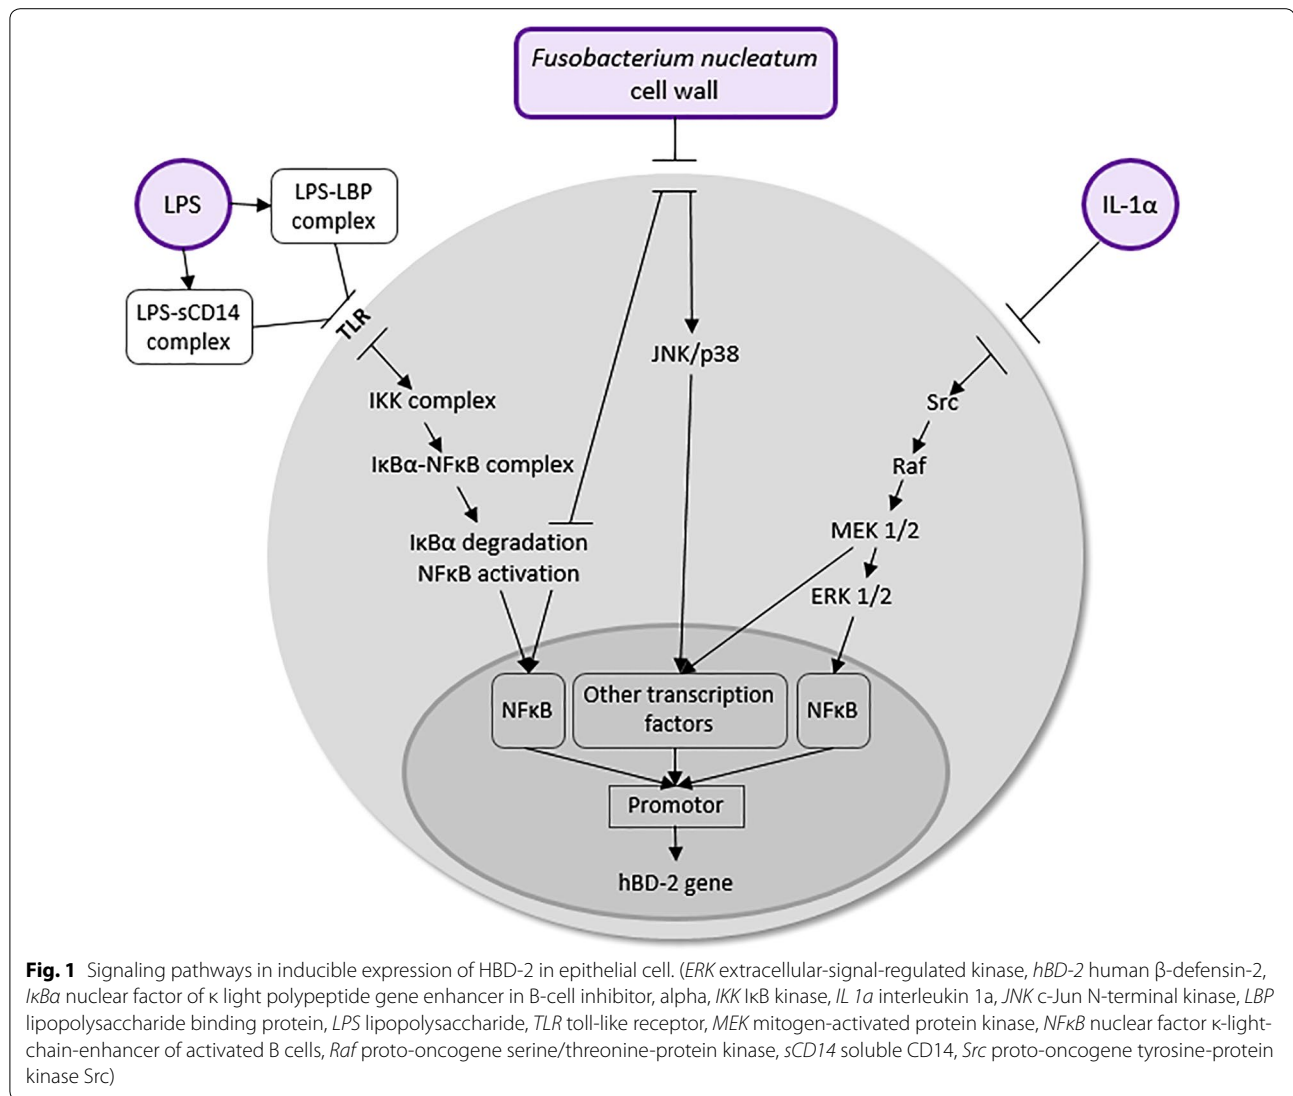 Fusobacterium nucleatum
cell wall
LPS
LPS-LBP
complex
IL-1α
LPS-sCD14
complex
TLR
JNK/p38
IKK complex
Src
IκBα-NFκB complex
Raf
MEK 1/2
IκBα degradation
NFκB activation
ERK 1/2
NFκB
Other transcription
factors
NFκB
Promotor
hBD-2 gene
Fig. 1 Signaling pathways in inducible expression of HBD-2 in epithelial cell. (ERK extracellular-signal-regulated kinase, hBD-2 human β-defensin-2,
IκBα nuclear factor of κ light polypeptide gene enhancer in B-cell inhibitor, alpha, IKK IκB kinase, IL 1a interleukin 1a, JNK c-Jun N-terminal kinase, LBP
lipopolysaccharide binding protein, LPS lipopolysaccharide, TLR toll-like receptor, MEK mitogen-activated protein kinase, NFκB nuclear factor κ-light-
chain-enhancer of activated B cells, Raf proto-oncogene serine/threonine-protein kinase, sCD14 soluble CD14, Src proto-oncogene tyrosine-protein
kinase Src)